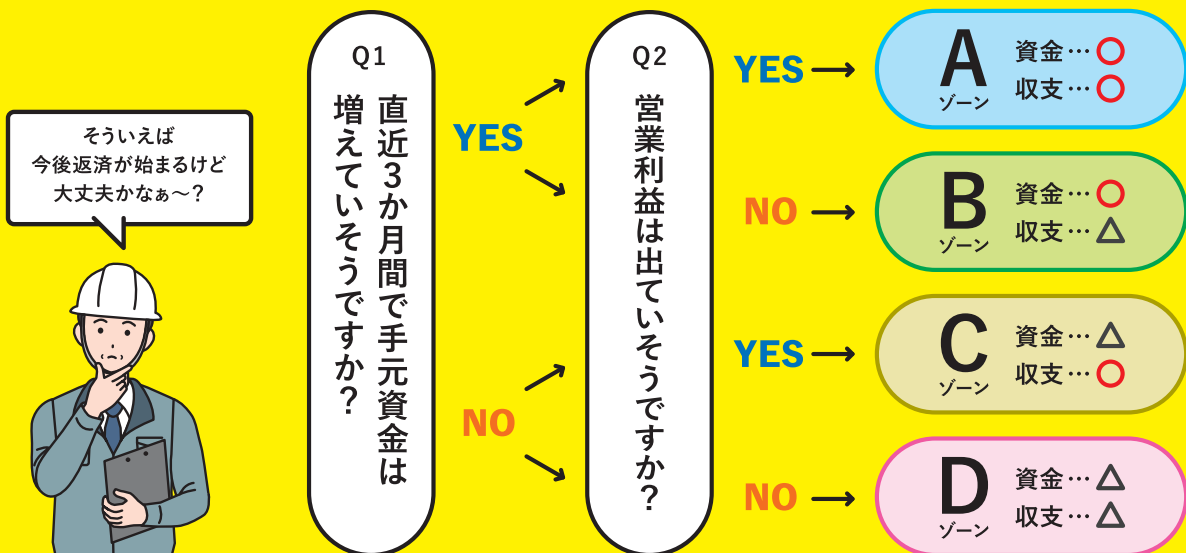 そういえば
今後返済が始まるけど
大丈夫かなぁ〜？
Q1
直近3か月間で手元資金は
増えていそうですか？
YES
NO
Q2
営業利益は出ていそうですか？
YES
A
ゾーン
資金…○
収支…○
NO
B
ゾーン
資金…○
収支…△
YES
C
ゾーン
資金…△
収支…○
NO
D
ゾーン
資金…△
収支…△